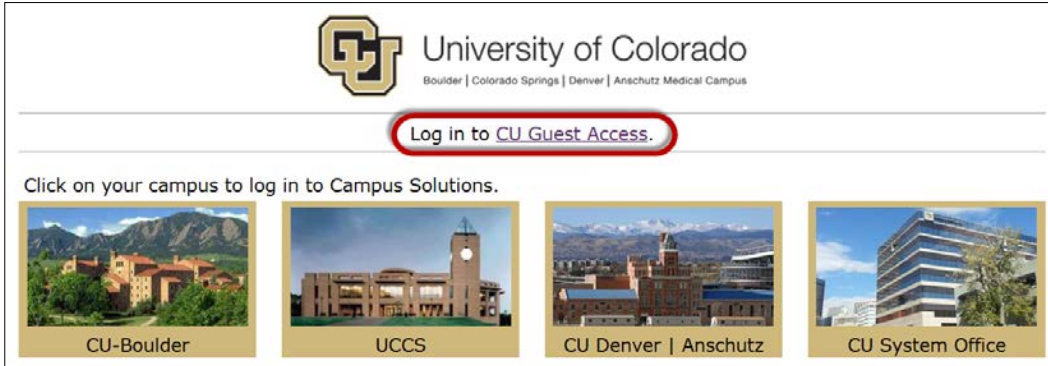 CU
University of Colorado
Boulder | Colorado Springs | Denver | Anschutz Medical Campus
Log in to CU Guest Access.
Click on your campus to log in to Campus Solutions.
CU-Boulder
UCCS
CU Denver | Anschutz
CU System Office